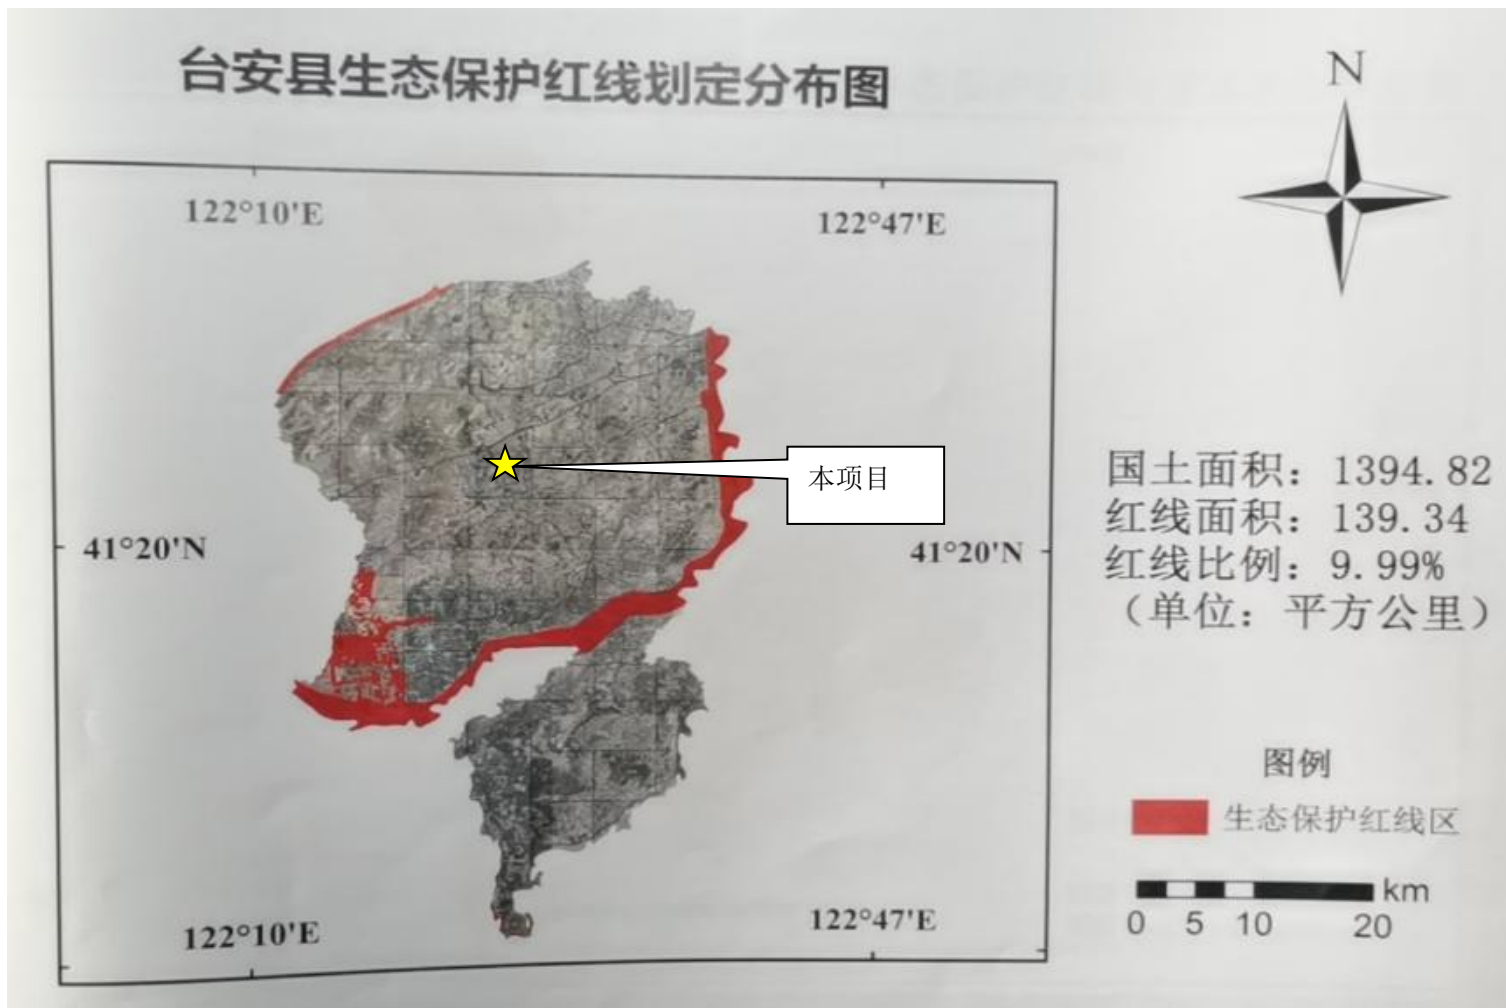 台安县生态保护红线划定分布图
N
122°10'E
122°47'E
本项目
41°20'N
41°20'N
国土面积：1394.82
红线面积：139.34
红线比例：9.99%
（单位：平方公里）
图例
生态保护红线区
km
0 5 10 20
122°10'E
122°47'E